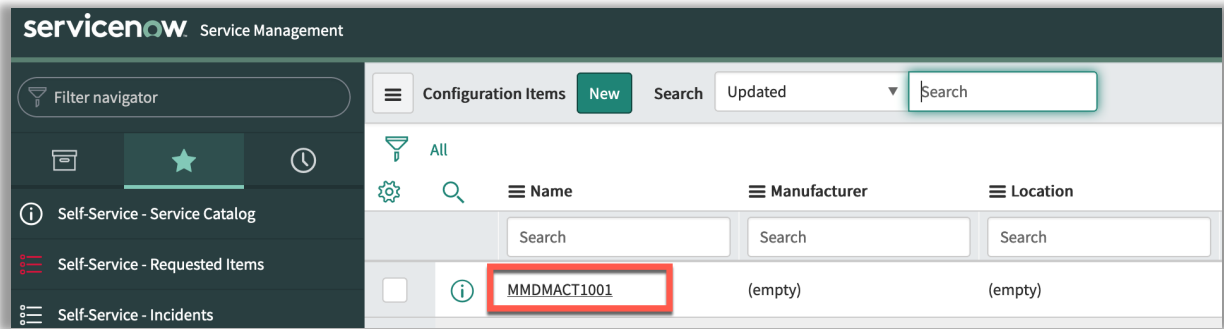 servicenow Service Management
Filter navigator
Configuration Items New Search Updated Search
All
Name Manufacturer Location
Search Search Search
MMDMACT1001 (empty) (empty)
Self-Service - Service Catalog
Self-Service - Requested Items
Self-Service - Incidents